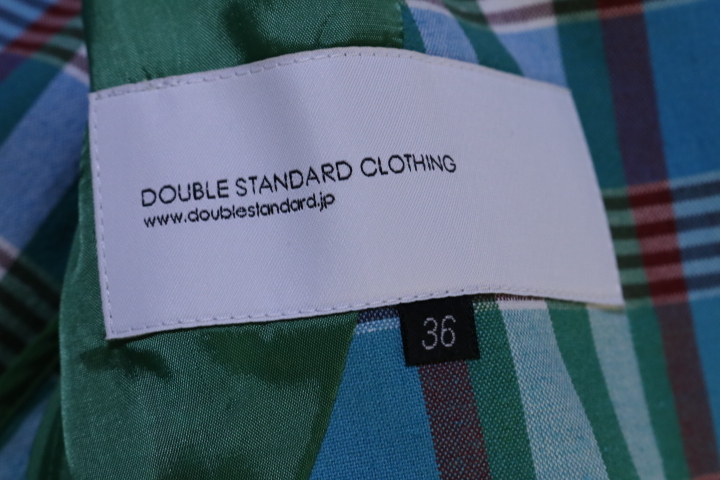 DOUBLE STANDARD CLOTHING
www.doublestandard.jp
36